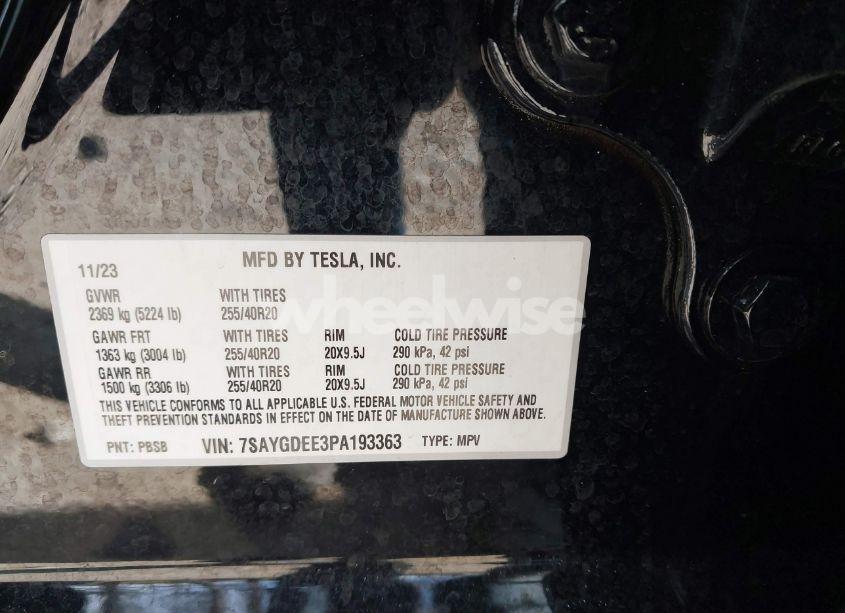 MFD BY TESLA, INC.
11/23
GVWR WITH TIRES
2369 kg (5224 lb) 255/40R20
GAWR FRT WITH TIRES RIM COLD TIRE PRESSURE
1363 kg (3004 lb) 255/40R20 20X9.5J 290 kPa, 42 psi
GAWR RR WITH TIRES RIM COLD TIRE PRESSURE
1500 kg (3306 lb) 255/40R20 20X9.5J 290 kPa, 42 psi
THIS VEHICLE CONFORMS TO ALL APPLICABLE U.S. FEDERAL MOTOR VEHICLE SAFETY AND
THEFT PREVENTION STANDARDS IN EFFECT ON THE DATE OF MANUFACTURE SHOWN ABOVE.
PNT: PBSB VIN: 7SAYGDEE3PA193363 TYPE: MPV
wheelwise